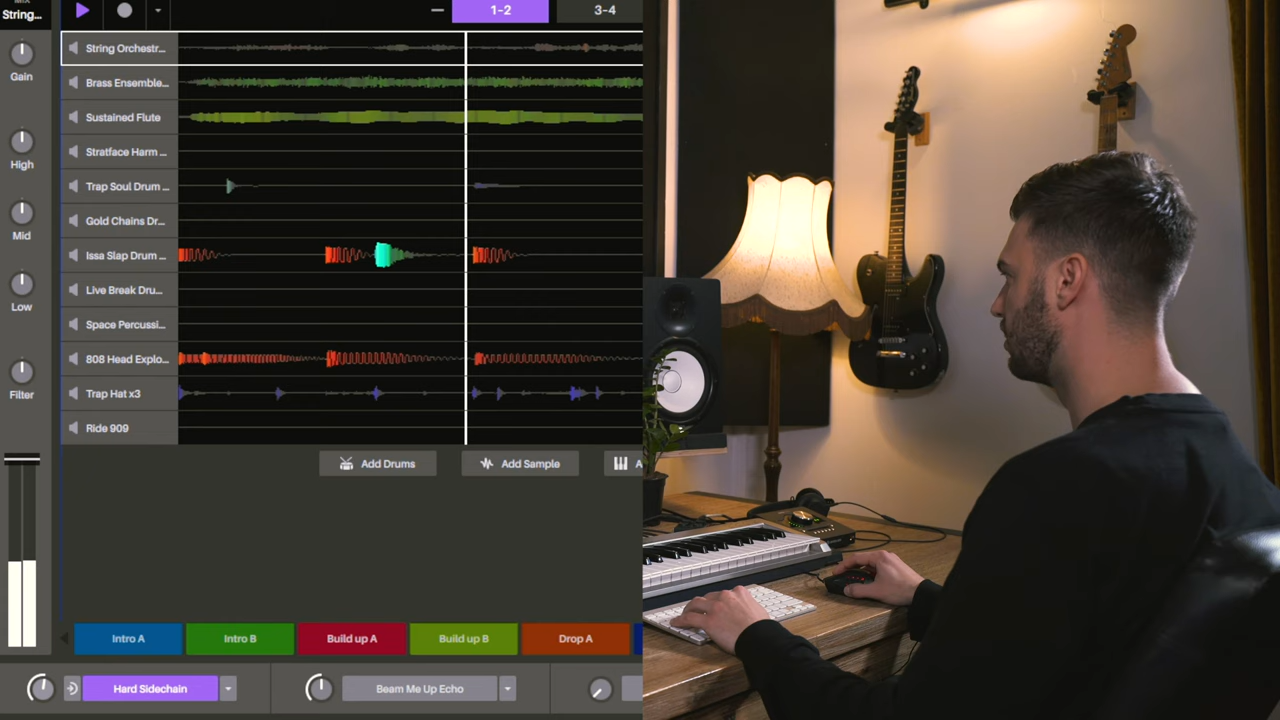 String...
1-2
3-4
Gain
High
Mid
Low
Filter
String Orchestr...
Brass Ensemble...
Sustained Flute
Stratface Harm ...
Trap Soul Drum ...
Gold Chains Dr...
Issa Slap Drum ...
Live Break Dru...
Space Percussi...
808 Head Explo...
Trap Hat x3
Ride 909
Add Drums
Add Sample
A
Intro A
Intro B
Build up A
Build up B
Drop A
Hard Sidechain
Beam Me Up Echo